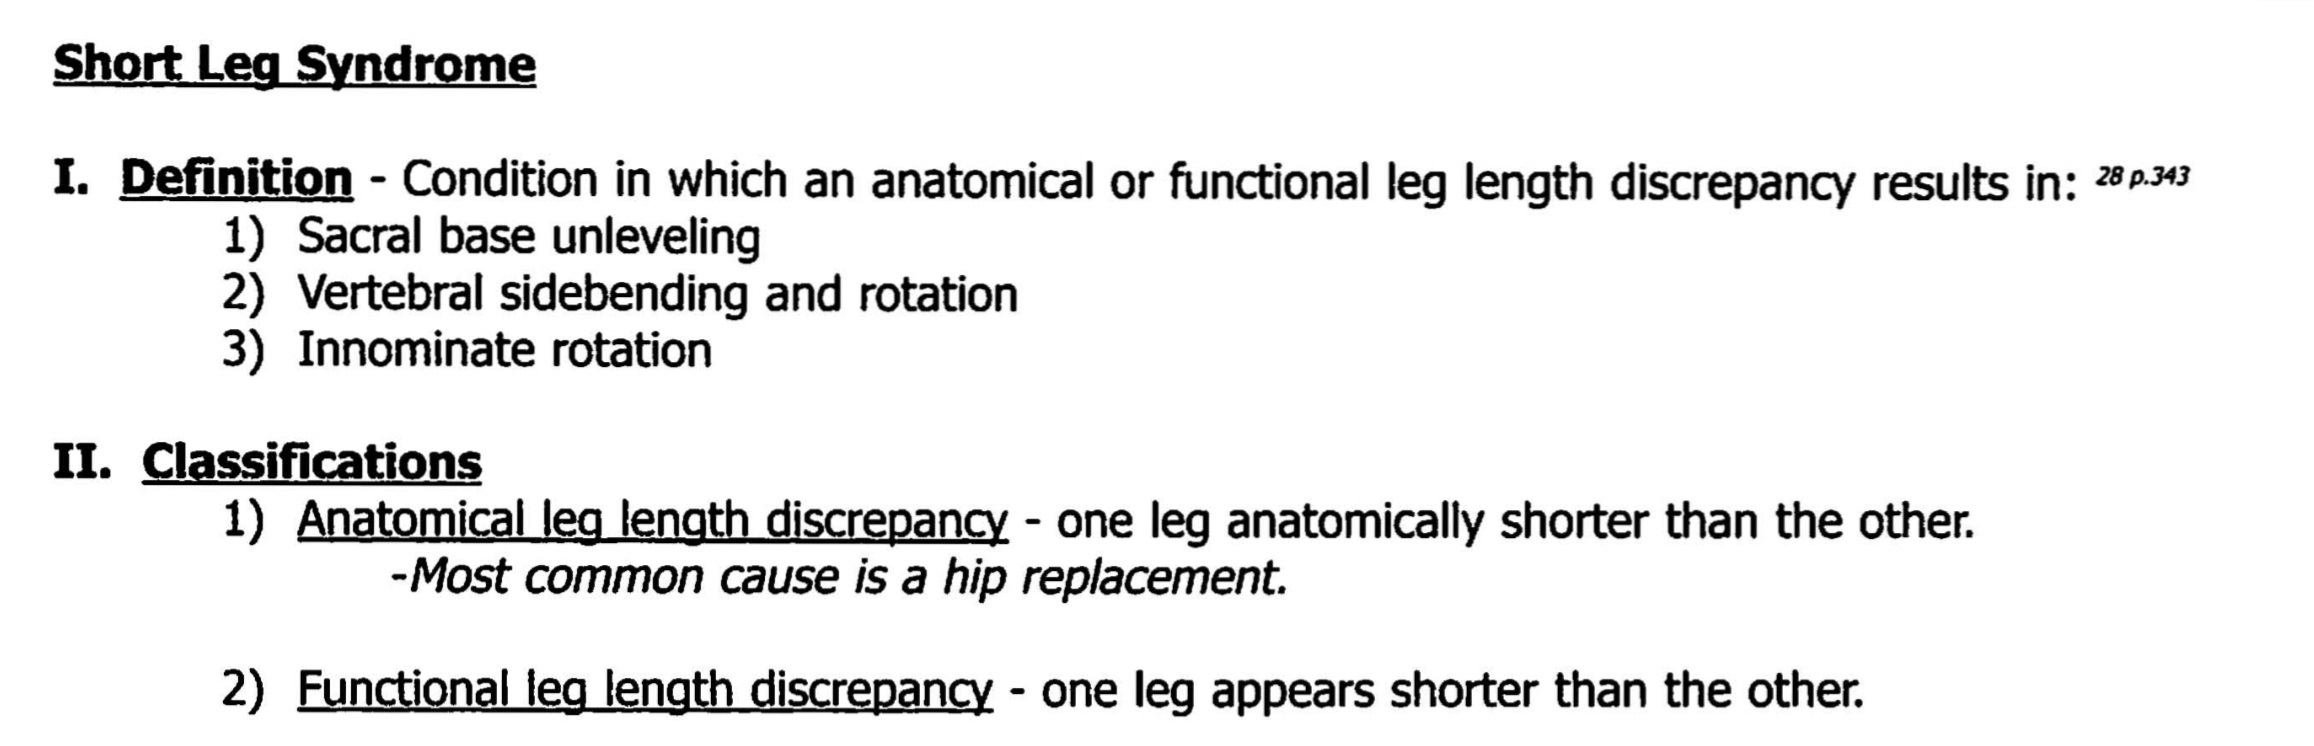 Short Leg Syndrome
I. Definition - Condition in which an anatomical or functional leg length discrepancy results in: 28 p.343
1) Sacral base unleveling
2) Vertebral sidebending and rotation
3) Innominate rotation
II. Classifications
1) Anatomical leg length discrepancy - one leg anatomically shorter than the other.
-Most common cause is a hip replacement.
2) Functional leg length discrepancy - one leg appears shorter than the other.